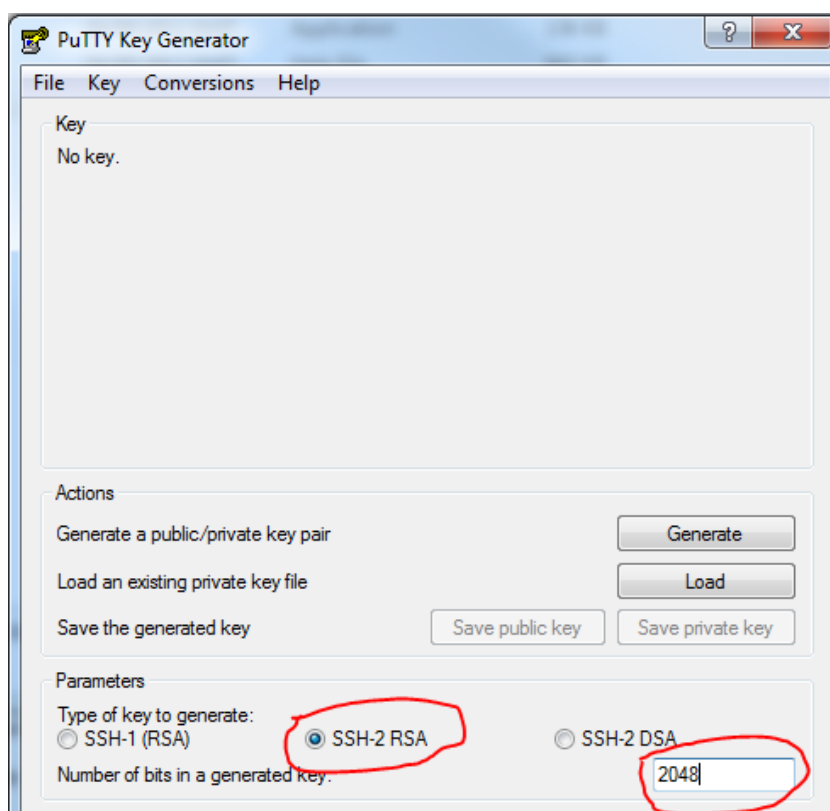 PuTTY Key Generator
File Key Conversions Help
Key
No key.
Actions
Generate a public/private key pair Generate
Load an existing private key file Load
Save the generated key Save public key Save private key
Parameters
Type of key to generate:
SSH-1 (RSA) SSH-2 RSA SSH-2 DSA
Number of bits in a generated key: 2048